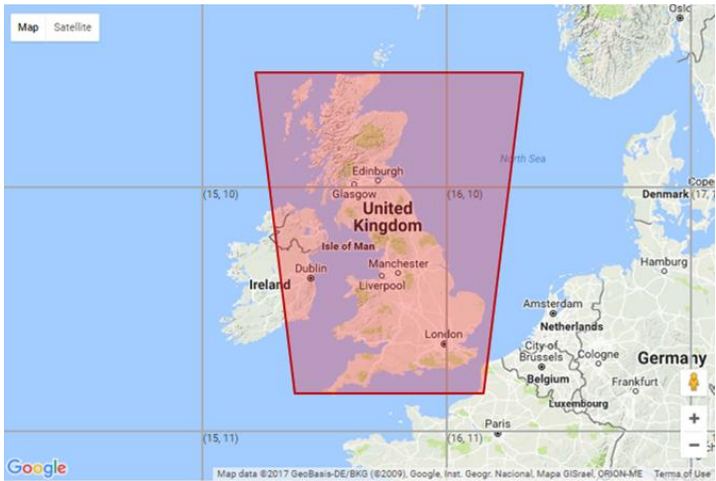 Map Satellite
Oslo
North Sea
Edinburgh
(15, 10)
Glasgow
(16, 10)
Denmark
(17, 1
Cope
United
Kingdom
Isle of Man
Dublin
Manchester
Ireland
Liverpool
Hamburg
Amsterdam
Netherlands
London
City of
Brussels
Cologne
Germany
Belgium
Frankfurt
Luxembourg
Paris
(15, 11)
(16, 11)
Google
Map data ©2017 GeoBasis-DE/BKG (©2009), Google, Inst. Geogr. Nacional, Mapa GISrael, ORION-ME Terms of Use